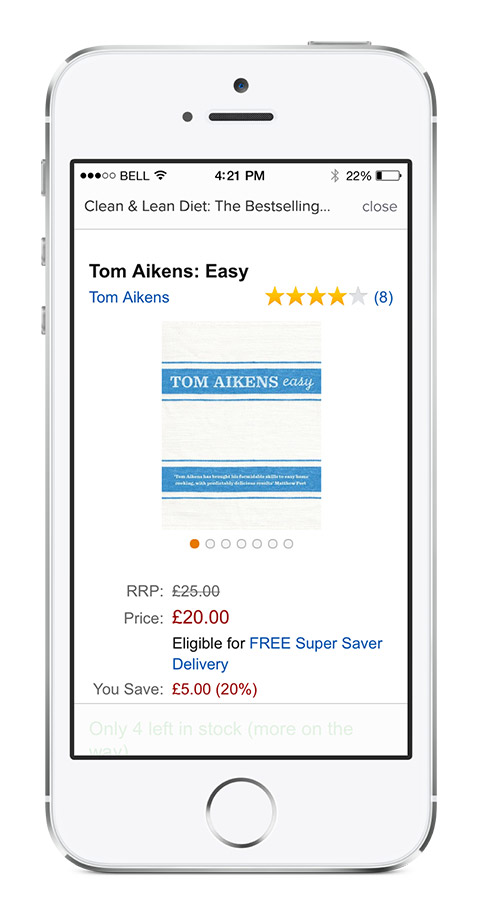 BELL 4:21 PM 22%
Clean & Lean Diet: The Bestselling... close
Tom Aikens: Easy
Tom Aikens (8)
TOM AIKENS easy
'Tom Aikens has brought his formidable skills to easy home
cooking, with predictably delicious results' Matthew Fort
RRP: £25.00
Price: £20.00
Eligible for FREE Super Saver
Delivery
You Save: £5.00 (20%)
Only 4 left in stock (more on the
way)